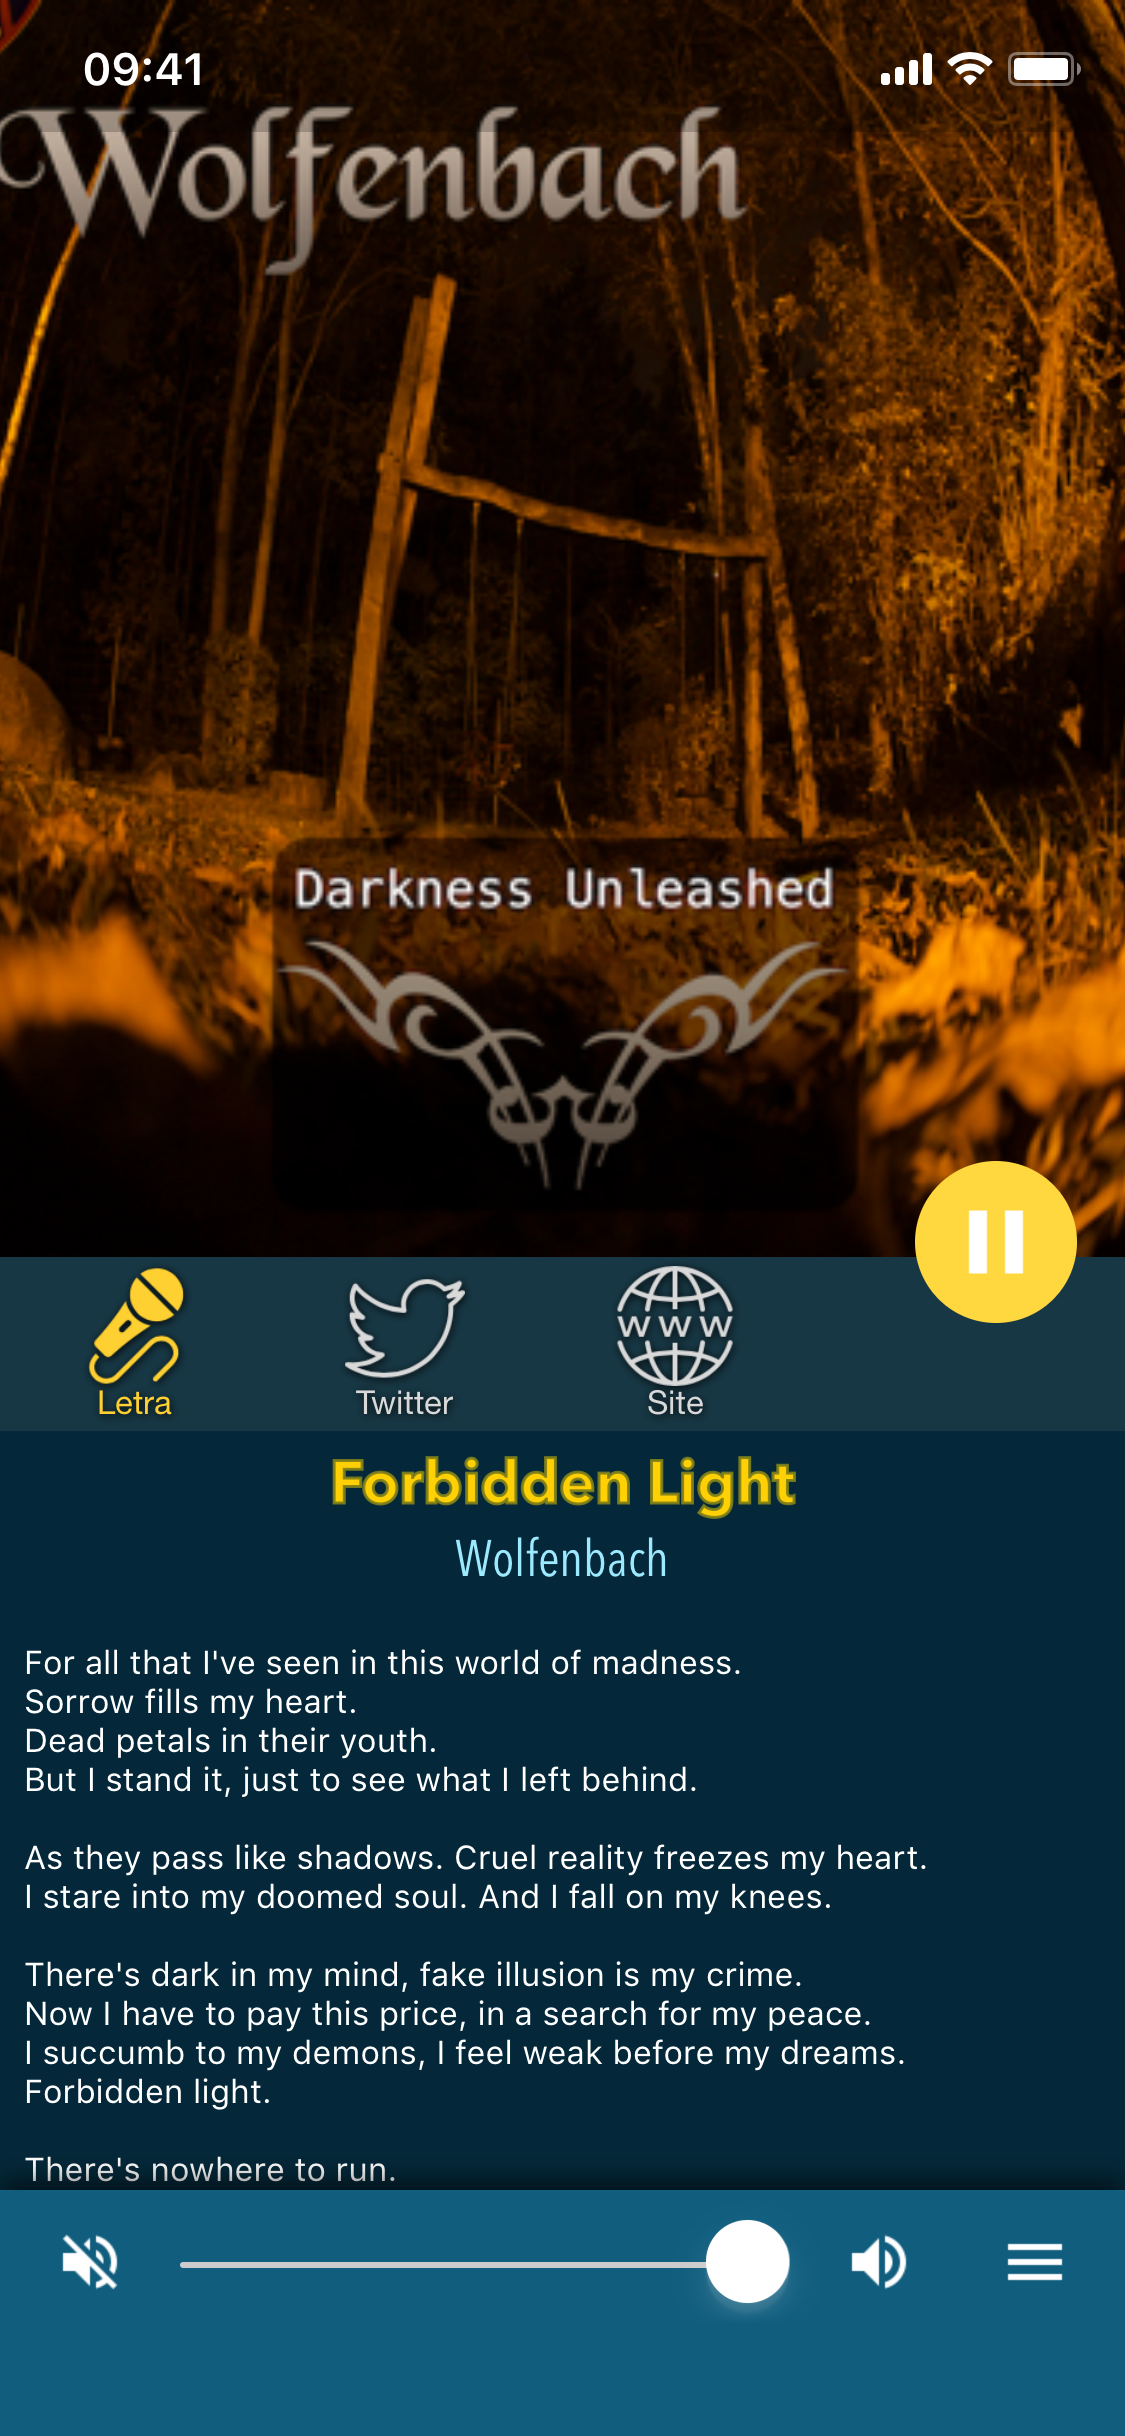 09:41
Wolfenbach
Darkness Unleashed
Letra
Twitter
WWW
Site
Forbidden Light
Wolfenbach
For all that I've seen in this world of madness.
Sorrow fills my heart.
Dead petals in their youth.
But I stand it, just to see what I left behind.
As they pass like shadows. Cruel reality freezes my heart.
I stare into my doomed soul. And I fall on my knees.
There's dark in my mind, fake illusion is my crime.
Now I have to pay this price, in a search for my peace.
I succumb to my demons, I feel weak before my dreams.
Forbidden light.
There's nowhere to run.